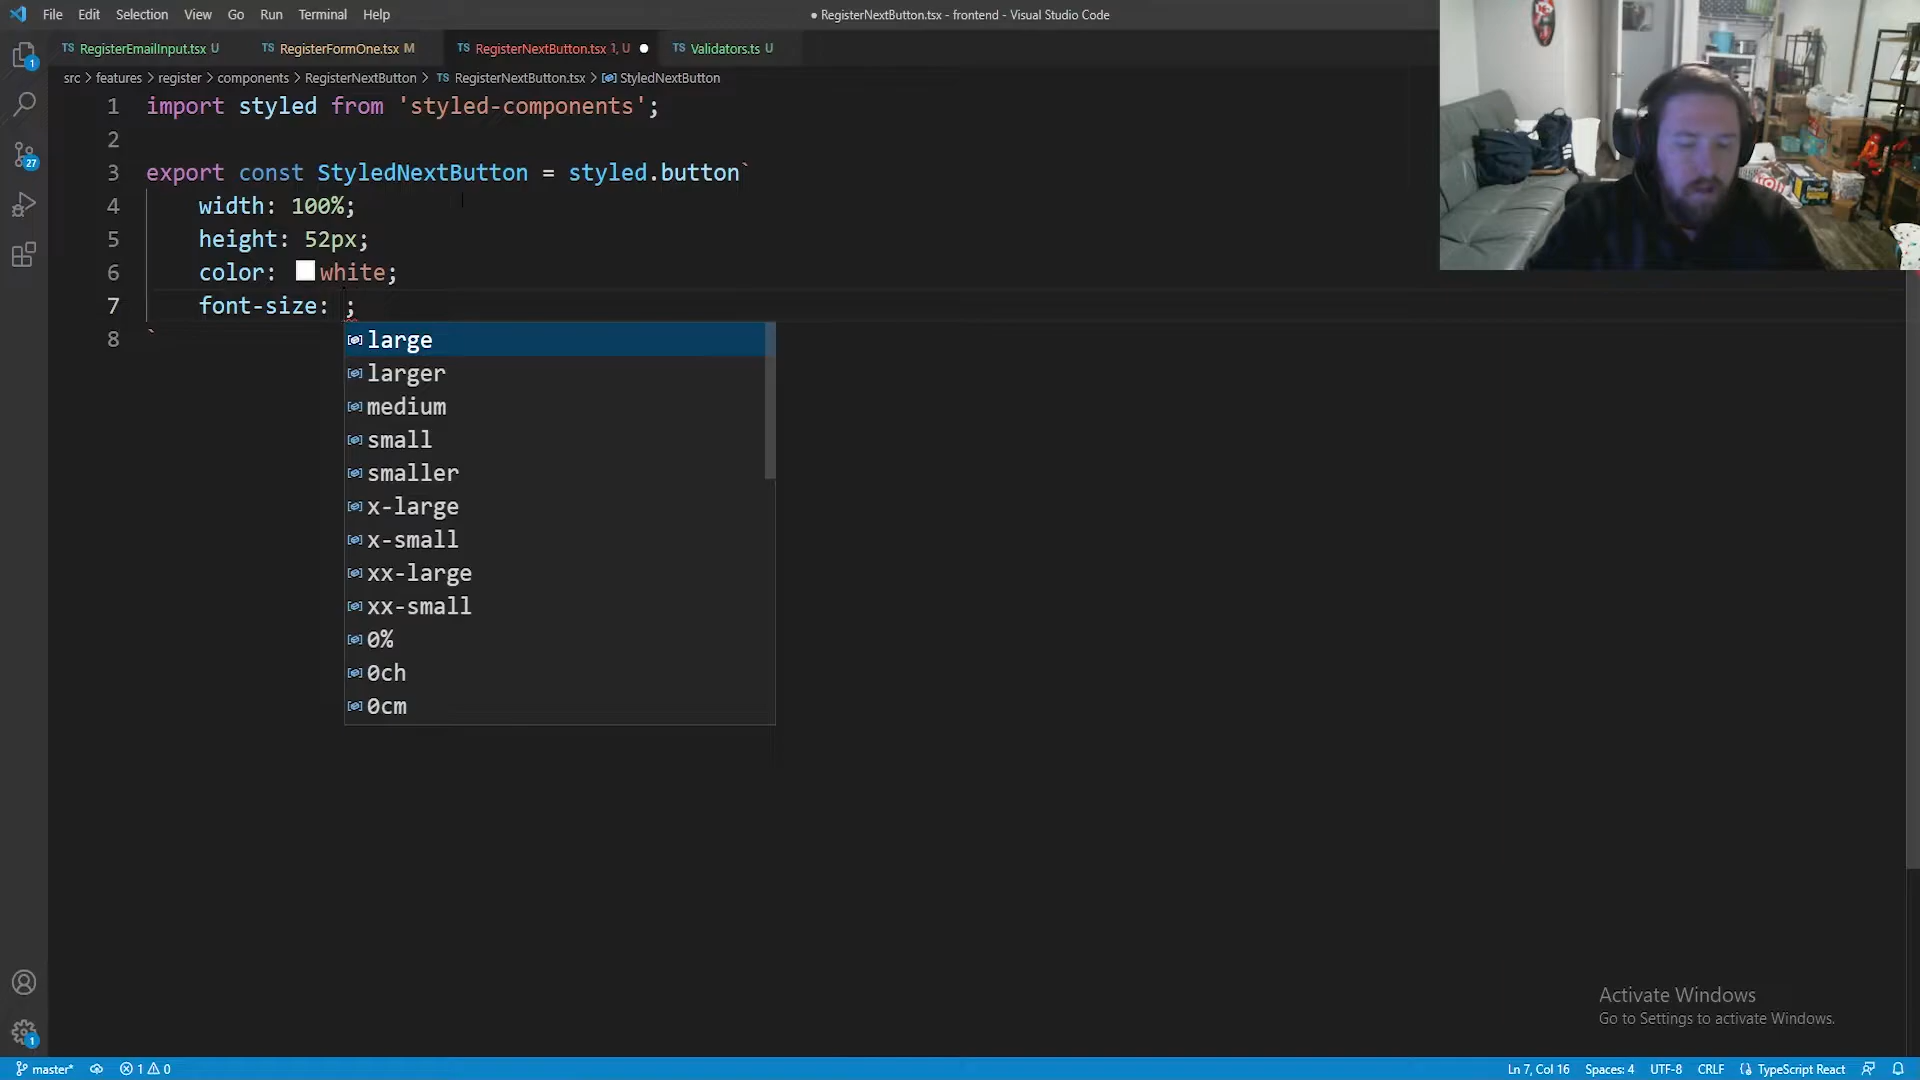 File Edit Selection View Go Run Terminal Help
● RegisterNextButton.tsx - frontend - Visual Studio Code
TS RegisterEmailInput.tsx U
TS RegisterFormOne.tsx M
TS RegisterNextButton.tsx 1, U ●
TS Validators.ts U
src > features > register > components > RegisterNextButton > TS RegisterNextButton.tsx > StyledNextButton
1 import styled from 'styled-components';
2
3 export const StyledNextButton = styled.button`
4 width: 100%;
5 height: 52px;
6 color: white;
7 font-size: ;
8 `
large
larger
medium
small
smaller
x-large
x-small
xx-large
xx-small
0%
0ch
0cm
1
27
1
Activate Windows
Go to Settings to activate Windows.
master* 1 0
Ln 7, Col 16 Spaces: 4 UTF-8 CRLF TypeScript React